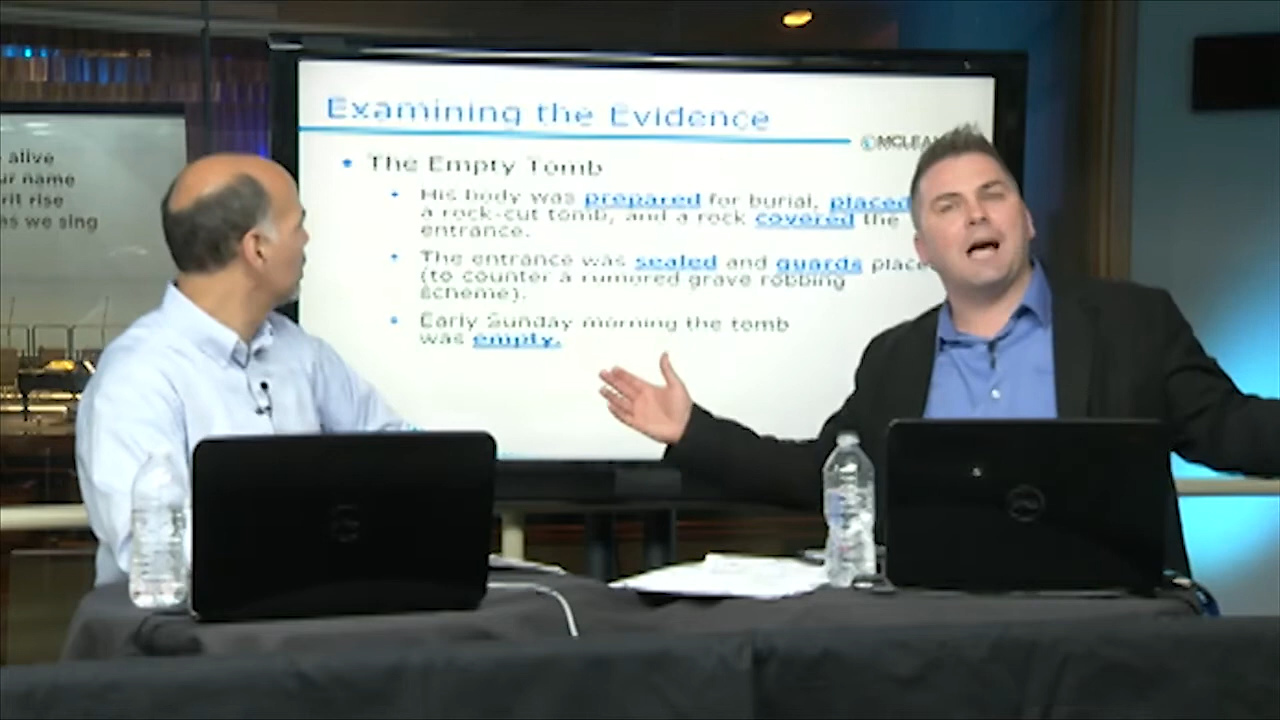 alive
ur name
rit rise
as we sing
Examining the Evidence
MCLEA
• The Empty Tomb
• His body was prepared for burial, placed
a rock-cut tomb, and a rock covered the
entrance.
• The entrance was sealed and guards place
(to counter a rumored grave robbing
scheme).
• Early Sunday morning the tomb
was empty.
DELL